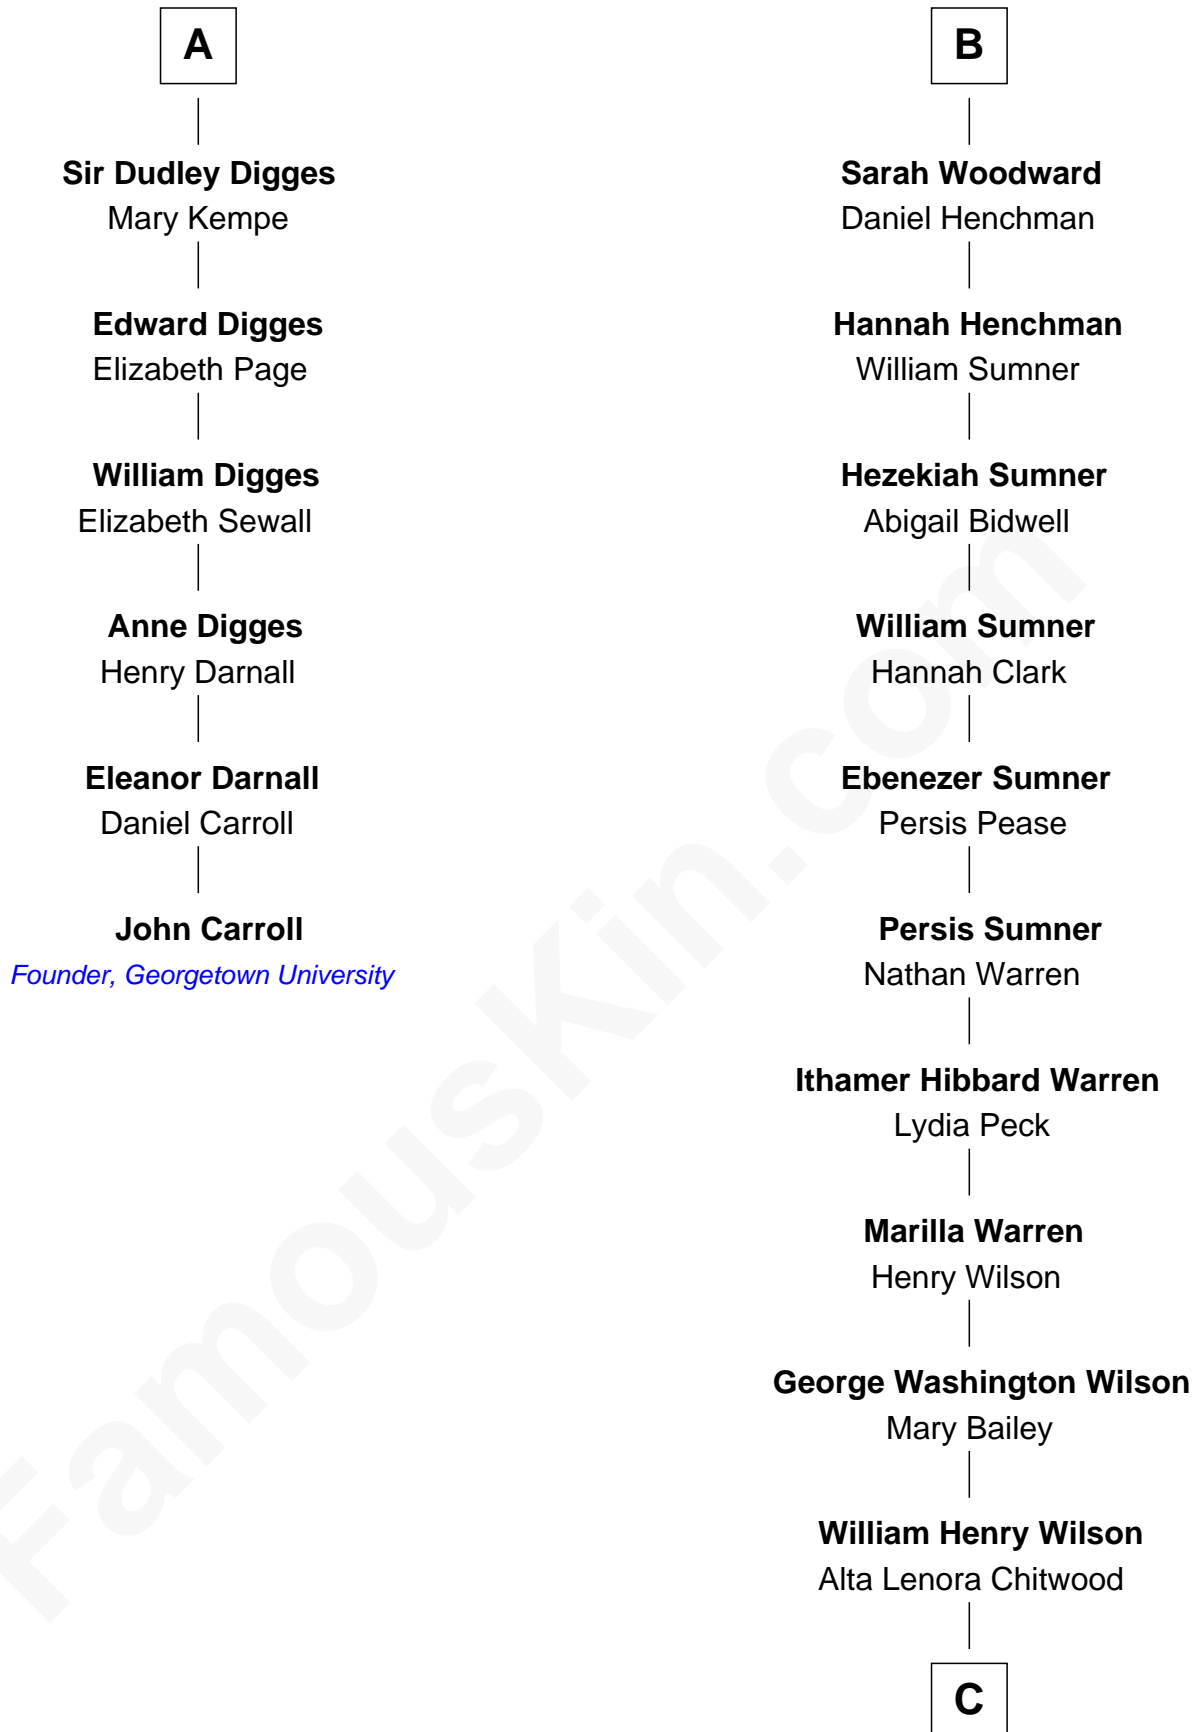 A
Sir Dudley Digges
Mary Kempe
Edward Digges
Elizabeth Page
William Digges
Elizabeth Sewall
Anne Digges
Henry Darnall
Eleanor Darnall
Daniel Carroll
John Carroll
Founder, Georgetown University
B
Sarah Woodward
Daniel Henchman
Hannah Henchman
William Sumner
Hezekiah Sumner
Abigail Bidwell
William Sumner
Hannah Clark
Ebenezer Sumner
Persis Pease
Persis Sumner
Nathan Warren
Ithamer Hibbard Warren
Lydia Peck
Marilla Warren
Henry Wilson
George Washington Wilson
Mary Bailey
William Henry Wilson
Alta Lenora Chitwood
C
FamousKin.com